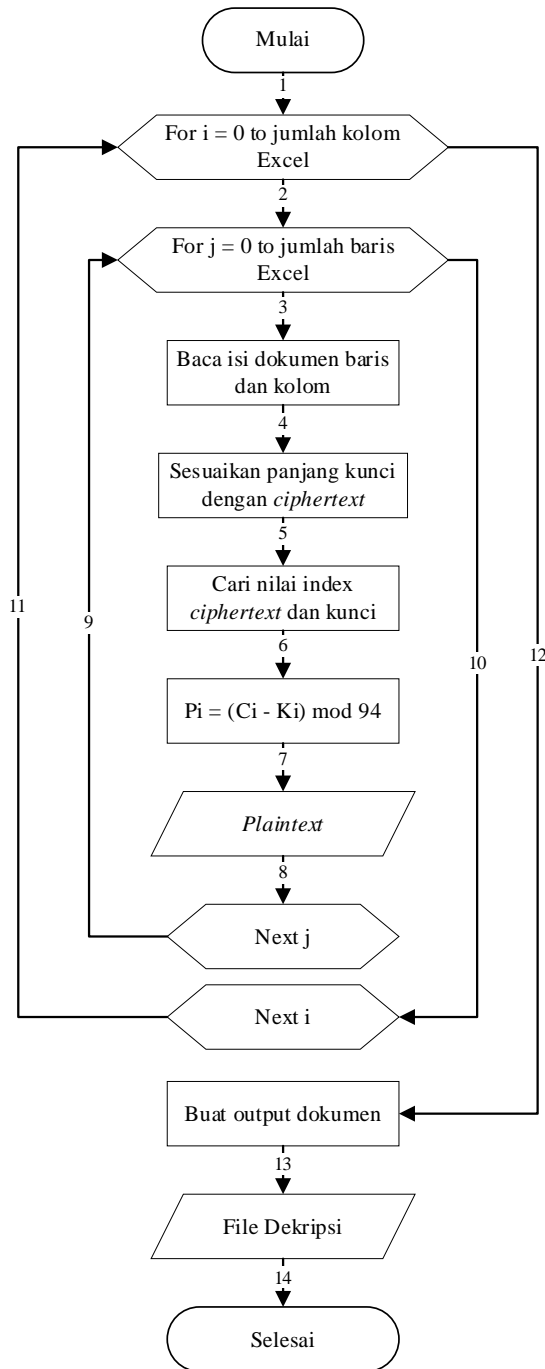 Mulai
1
For i = 0 to jumlah kolom
Excel
2
For j = 0 to jumlah baris
Excel
3
Baca isi dokumen baris
dan kolom
4
Sesuaikan panjang kunci
dengan ciphertext
5
Cari nilai index
ciphertext dan kunci
11
9
10
12
6
Pi = (Ci - Ki) mod 94
7
Plaintext
8
Next j
Next i
Buat output dokumen
13
File Dekripsi
14
Selesai